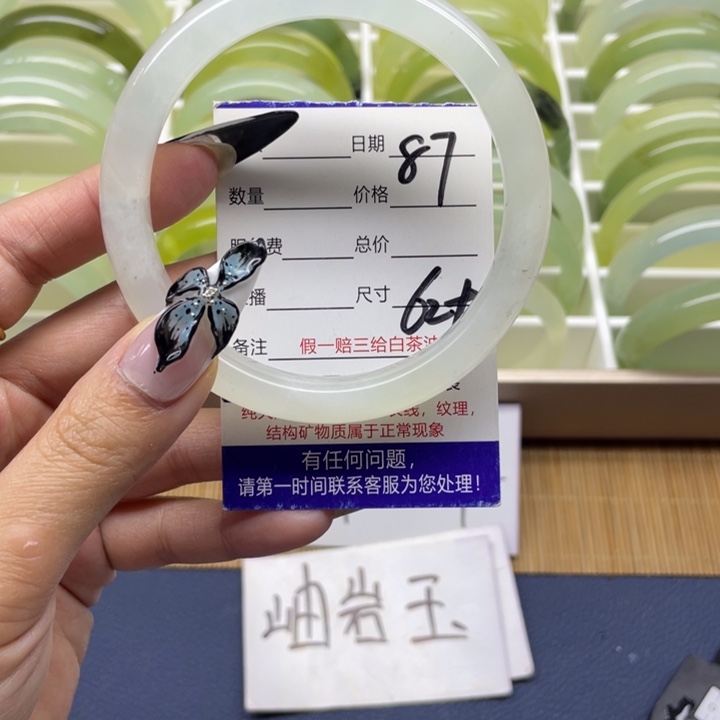 日期 87
数量 价格
费 总价
播 尺寸 62+
备注 假一赔三给白茶
纹理,
结构矿物质属于正常现象
有任何问题,
请第一时间联系客服为您处理!
岫岩玉